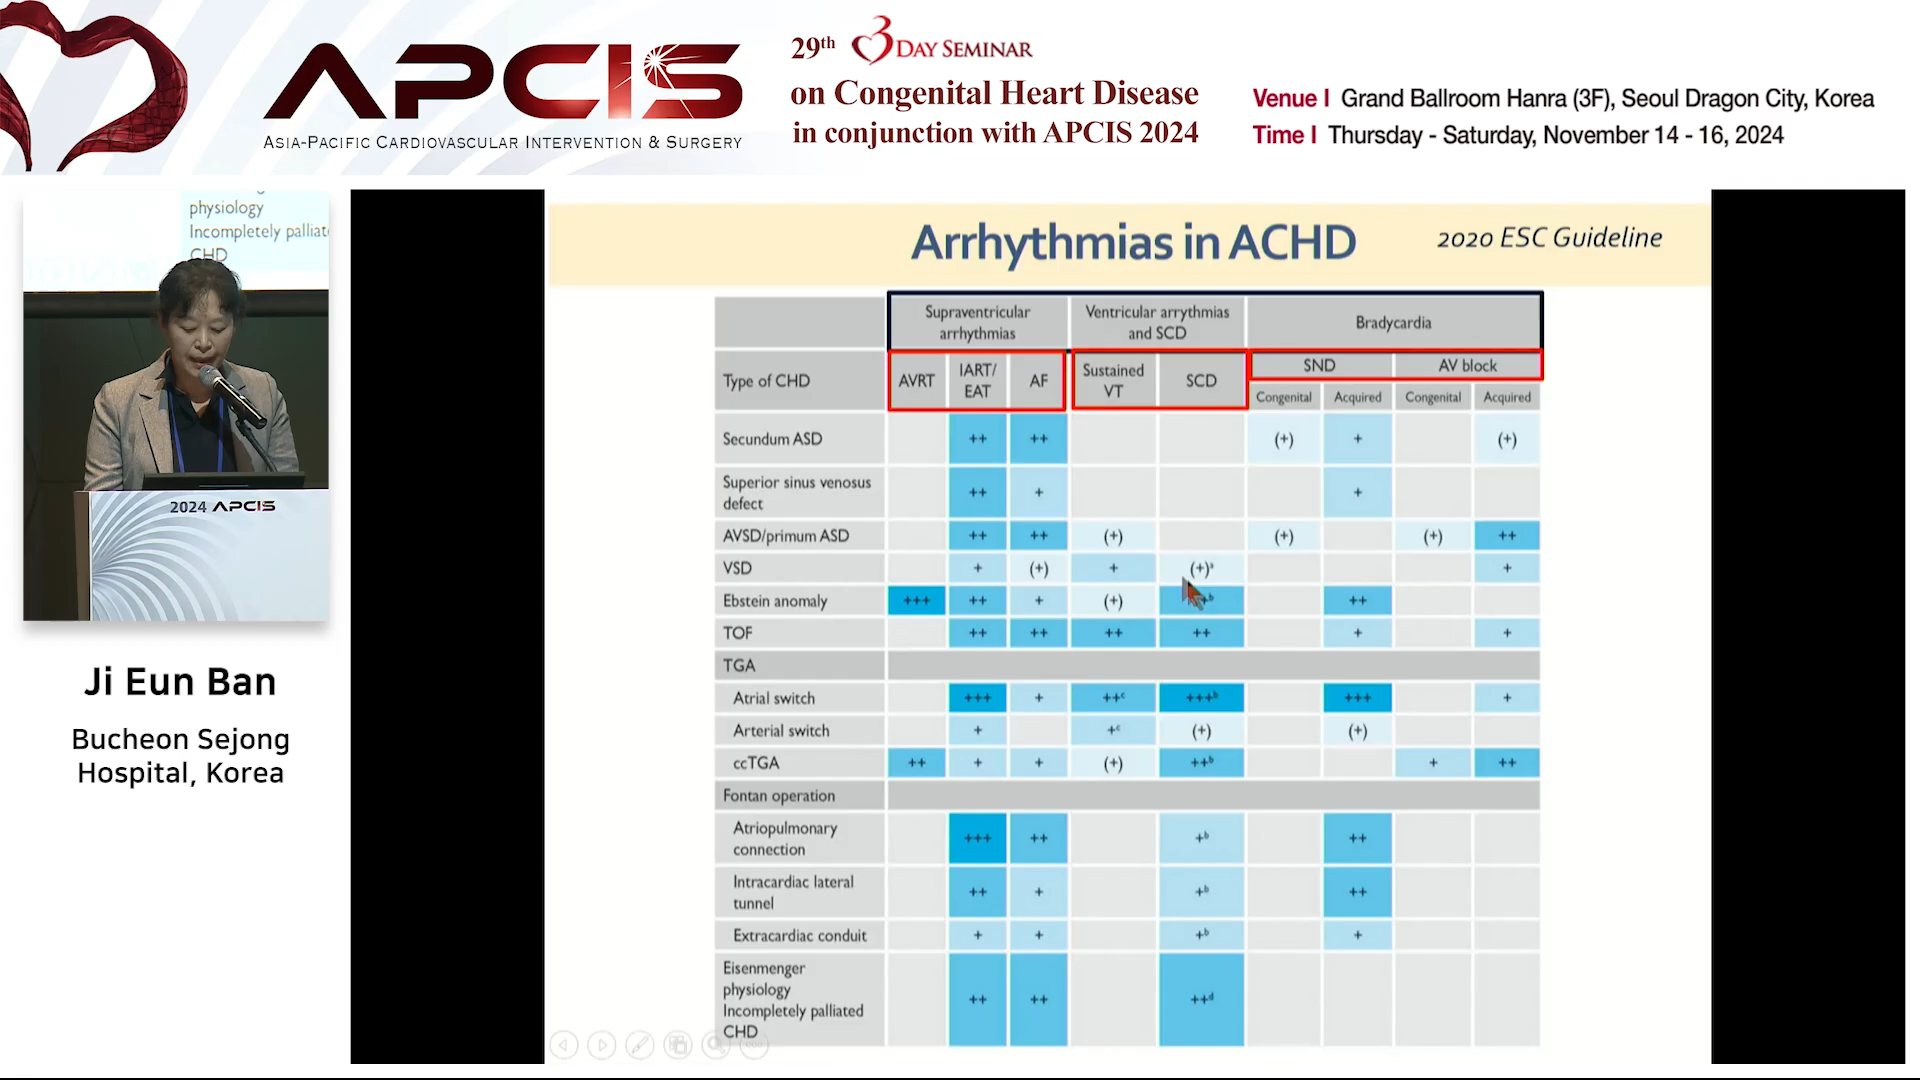 APCIS
ASIA-PACIFIC CARDIOVASCULAR INTERVENTION & SURGERY
29th 3 DAY SEMINAR
on Congenital Heart Disease
in conjunction with APCIS 2024
Venue I Grand Ballroom Hanra (3F), Seoul Dragon City, Korea
Time I Thursday - Saturday, November 14 - 16, 2024
physiology
Incompletely palliat
CHD
2024 APCIS
Ji Eun Ban
Bucheon Sejong
Hospital, Korea
Arrhythmias in ACHD
2020 ESC Guideline
Supraventricular
arrhythmias
Ventricular arrythmias
and SCD
Bradycardia
Type of CHD AVRT IART/
EAT AF Sustained
VT SCD SND AV block
Congenital Acquired Congenital Acquired
Secundum ASD ++ ++ (+) + (+)
Superior sinus venosus
defect ++ + +
AVSD/primum ASD ++ ++ (+) (+) (+) ++
VSD + (+) + (+)a +
Ebstein anomaly +++ ++ + (+) +b ++
TOF ++ ++ ++ ++ + +
TGA
Atrial switch +++ + ++c +++b +++ +
Arterial switch + +c (+) (+)
ccTGA ++ + + (+) ++b + ++
Fontan operation
Atriopulmonary
connection +++ ++ +b ++
Intracardiac lateral
tunnel ++ + +b ++
Extracardiac conduit + + +b +
Eisenmenger
physiology
Incompletely palliated
CHD ++ ++ ++d